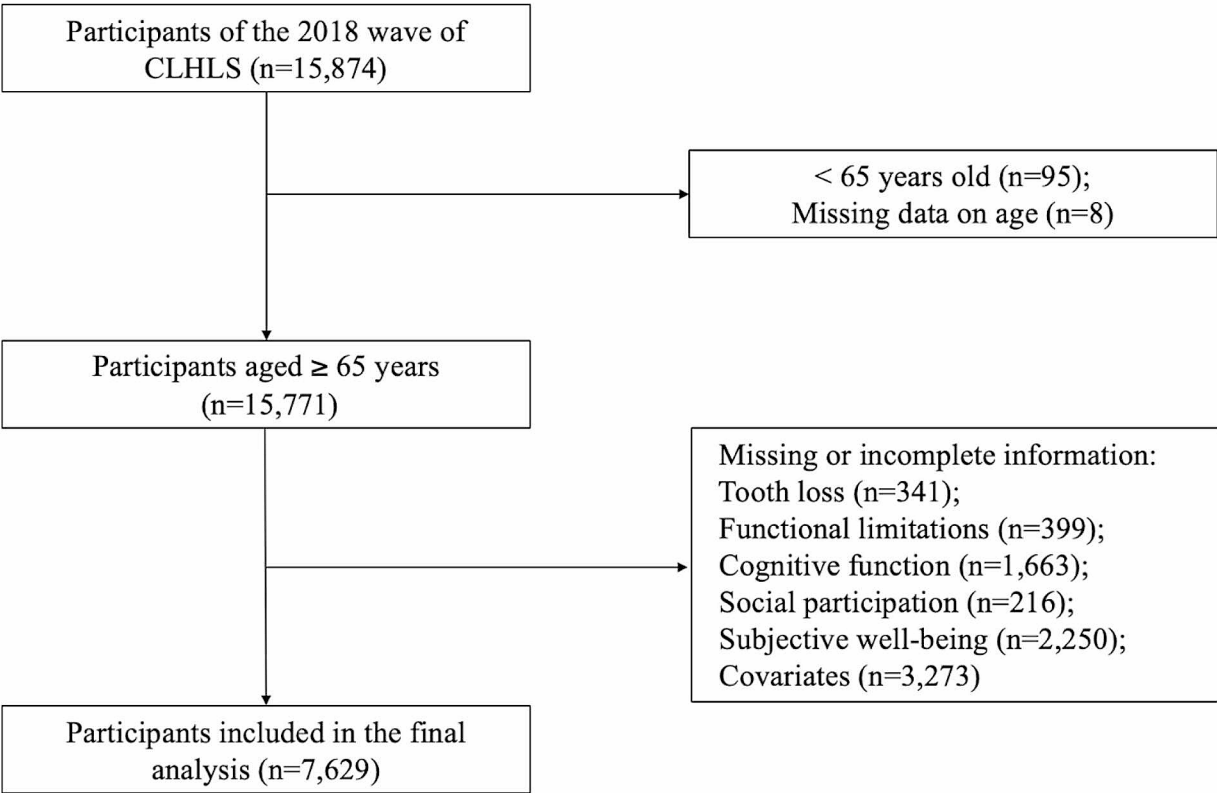 Participants of the 2018 wave of
CLHLS (n=15,874)
< 65 years old (n=95);
Missing data on age (n=8)
Participants aged ≥ 65 years
(n=15,771)
Missing or incomplete information:
Tooth loss (n=341);
Functional limitations (n=399);
Cognitive function (n=1,663);
Social participation (n=216);
Subjective well-being (n=2,250);
Covariates (n=3,273)
Participants included in the final
analysis (n=7,629)